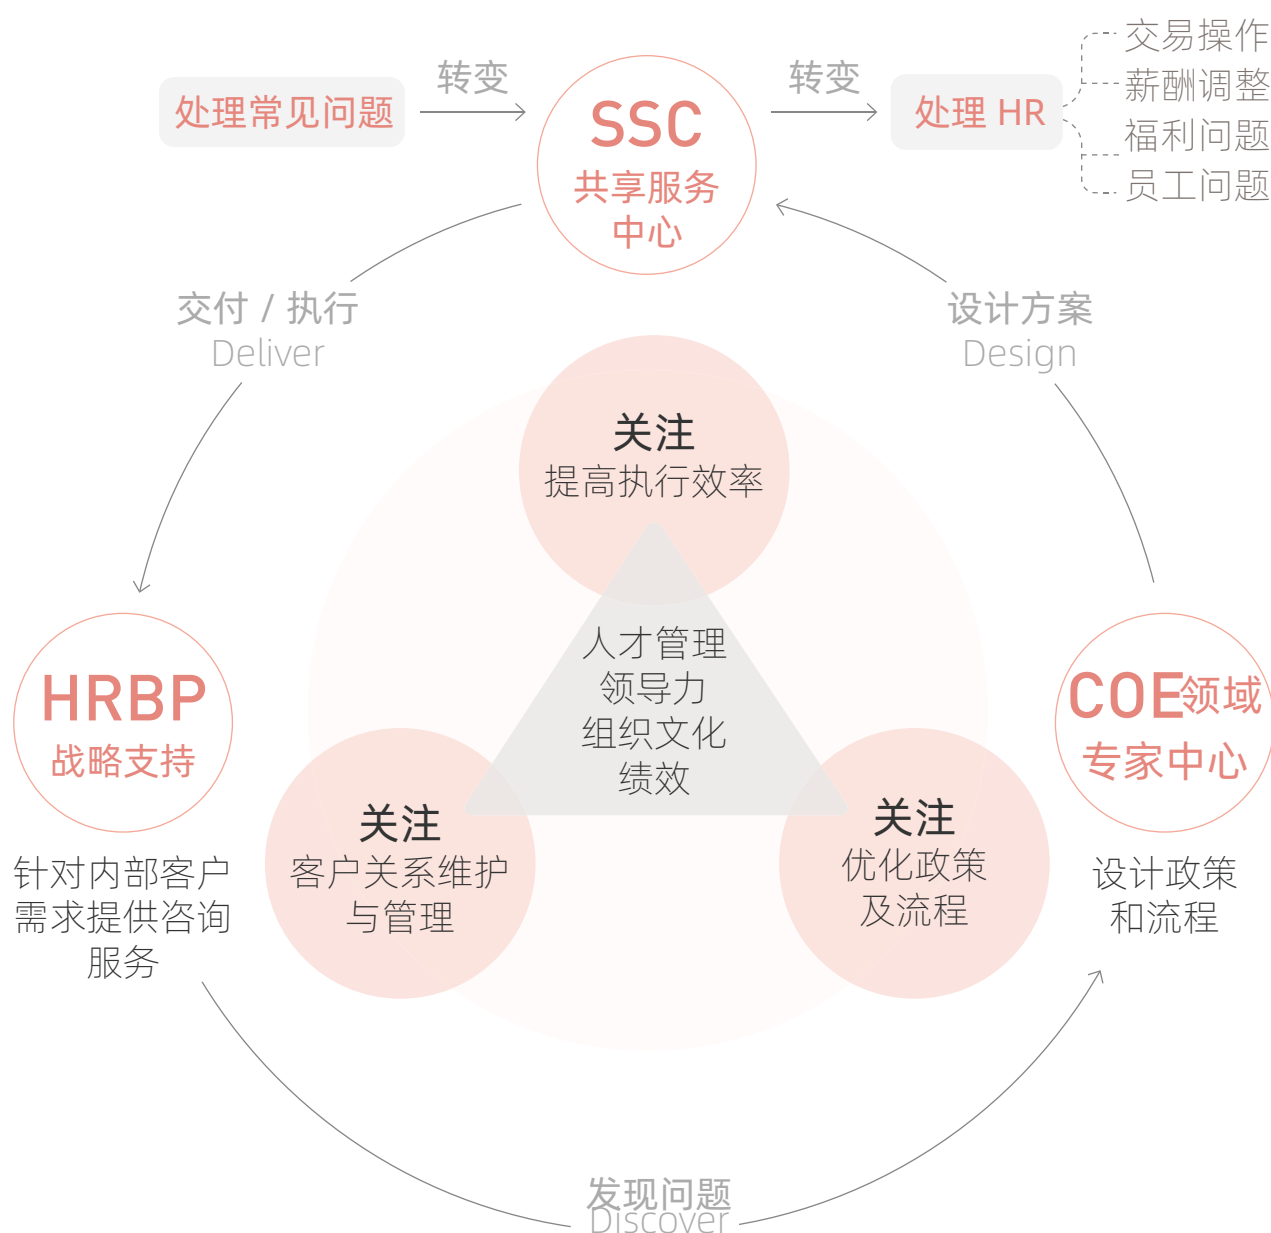 处理常见问题
转变
SSC
共享服务
中心
转变
处理 HR
交易操作
薪酬调整
福利问题
员工问题
交付 / 执行
Deliver
设计方案
Design
关注
提高执行效率
人才管理
领导力
组织文化
绩效
HRBP
战略支持
针对内部客户
需求提供咨询
服务
关注
客户关系维护
与管理
关注
优化政策
及流程
COE领域
专家中心
设计政策
和流程
发现问题
Discover